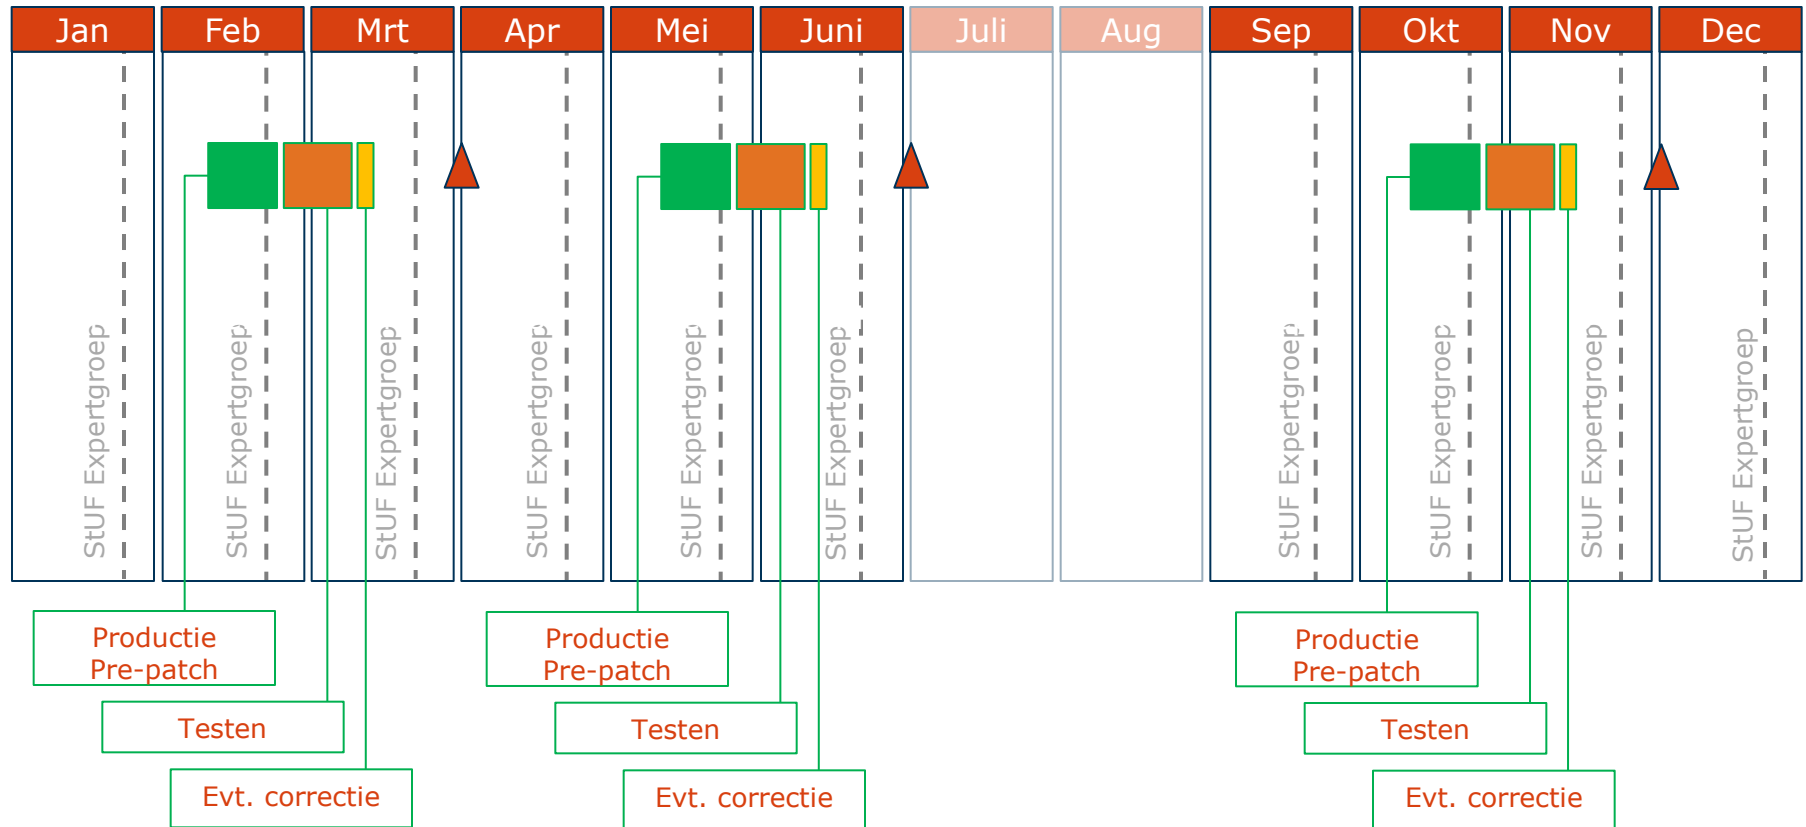 Jan
Feb
Mrt
Apr
Mei
Juni
Juli
Aug
Sep
Okt
Nov
Dec
StUF Expertgroep
StUF Expertgroep
StUF Expertgroep
StUF Expertgroep
StUF Expertgroep
StUF Expertgroep
StUF Expertgroep
StUF Expertgroep
StUF Expertgroep
StUF Expertgroep
Productie
Pre-patch
Testen
Evt. correctie
Productie
Pre-patch
Testen
Evt. correctie
Productie
Pre-patch
Testen
Evt. correctie